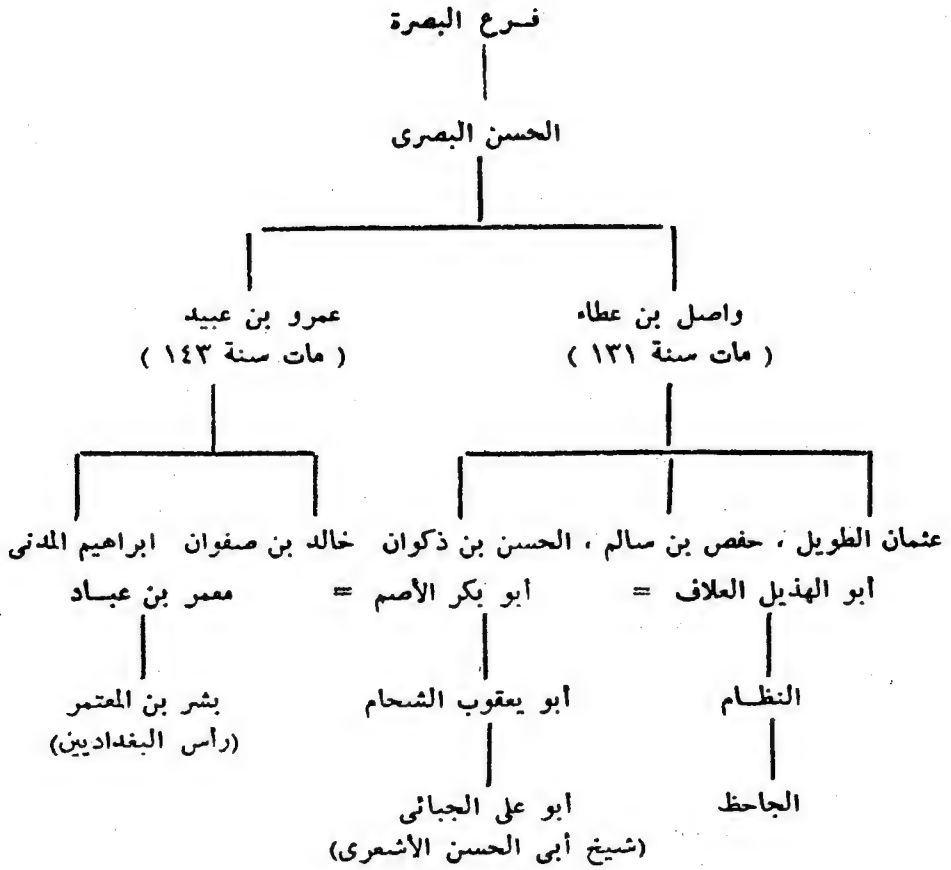 فرع البصرة
الحسن البصرى
واصل بن عطاء عمرو بن عبيد
( مات سنة ١٣١ ) ( مات سنة ١٤٣ )
عثمان الطويل ، حفص بن سالم ، الحسن بن ذكوان خالد بن صفوان ابراهيم المدنى
أبو الهذيل العلاف = أبو بكر الأصم = معمر بن عباد
النظام أبو يعقوب الشحام بشر بن المعتمر
(رأس البغداديين)
الجاحظ أبو على الجبائى
(شيخ أبى الحسن الأشعرى)